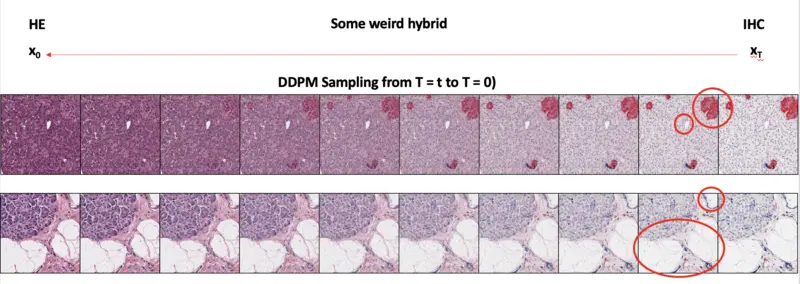 HE
Some weird hybrid
IHC
x0
xT
DDPM Sampling from T = t to T = 0)